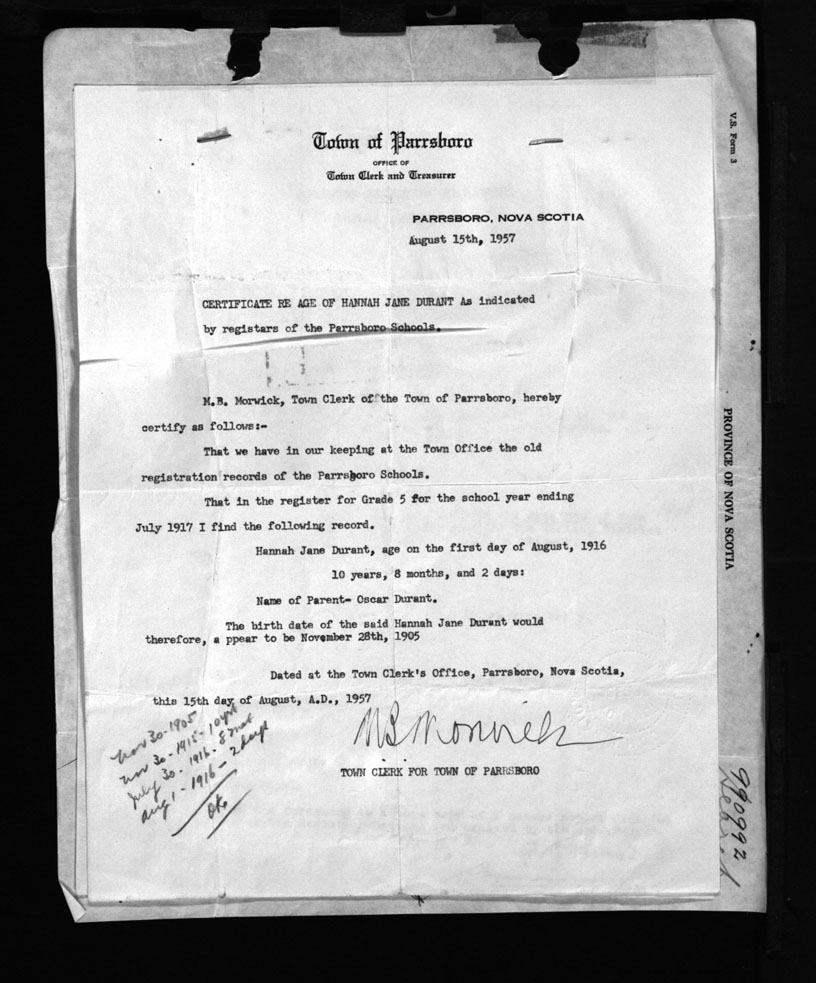 Town of Parrsboro
OFFICE OF
Town Clerk and Treasurer
PARRSBORO, NOVA SCOTIA
August 15th, 1957
CERTIFICATE RE AGE OF HANNAH JANE DURANT As indicated
by registars of the Parrsboro Schools.
M.B. Morwick, Town Clerk of the Town of Parrsboro, hereby
certify as follows:-
That we have in our keeping at the Town Office the old
registration records of the Parrsboro Schools.
That in the register for Grade 5 for the school year ending
July 1917 I find the following record.
Hannah Jane Durant, age on the first day of August, 1916
10 years, 8 months, and 2 days:
Name of Parent- Oscar Durant.
The birth date of the said Hannah Jane Durant would
therefore, a ppear to be November 28th, 1905
Dated at the Town Clerk's Office, Parrsboro, Nova Scotia,
this 15th day of August, A.D., 1957
MB Morwick
TOWN CLERK FOR TOWN OF PARRSBORO
Nov 30-1905
Nov 30-1915-10 yrs
July 30-1916-8 mos
Aug 1-1916-2 days
OK
V.S. Form 3
PROVINCE OF NOVA SCOTIA
990992